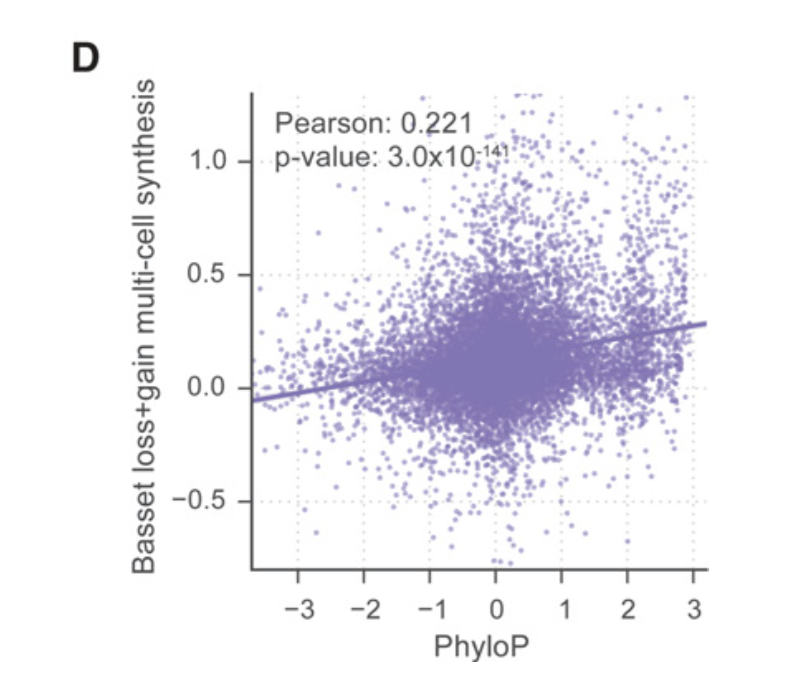 D
Pearson: 0.221
p-value: 3.0x10⁻¹⁴¹
Basset loss+gain multi-cell synthesis
1.0
0.5
0.0
−0.5
−3 −2 −1 0 1 2 3
PhyloP